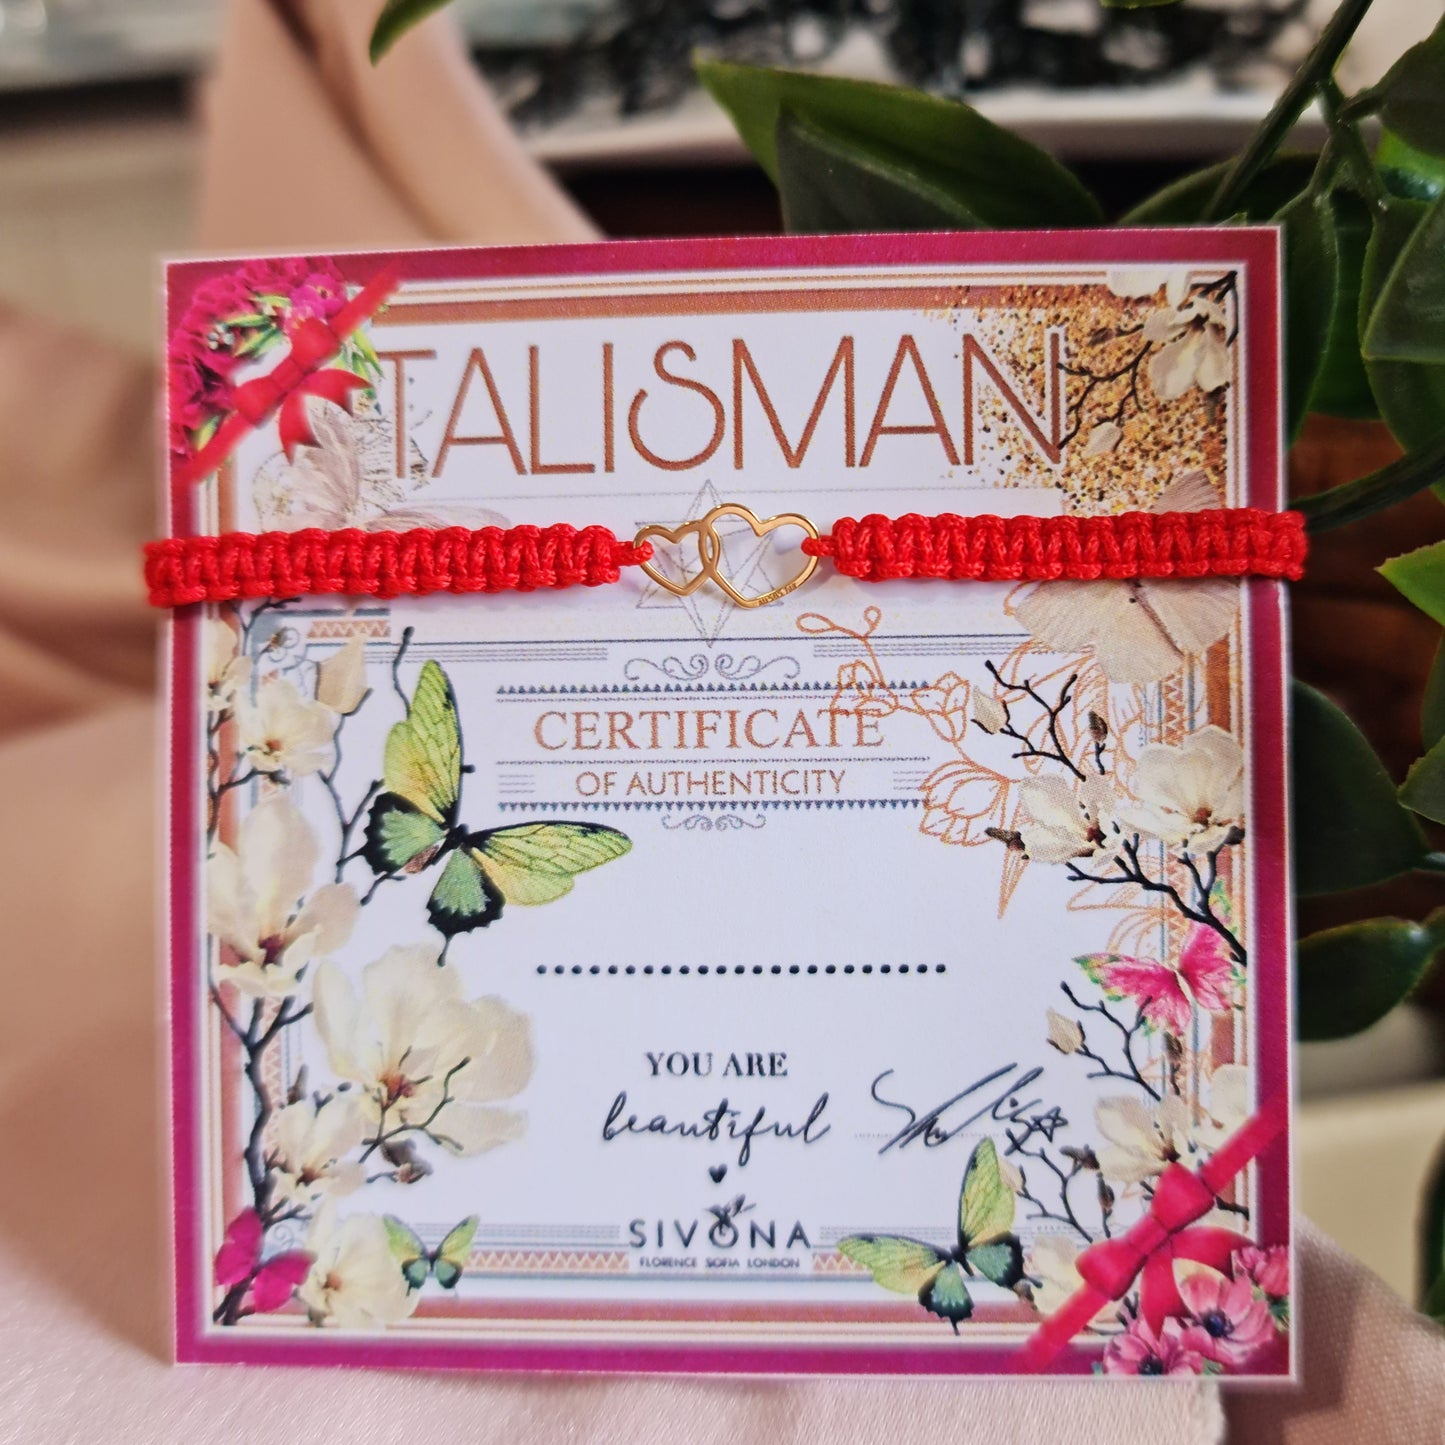 TALISMAN
CERTIFICATE
OF AUTHENTICITY
YOU ARE
beautiful
SIVONA
FLORENCE SOFIA LONDON